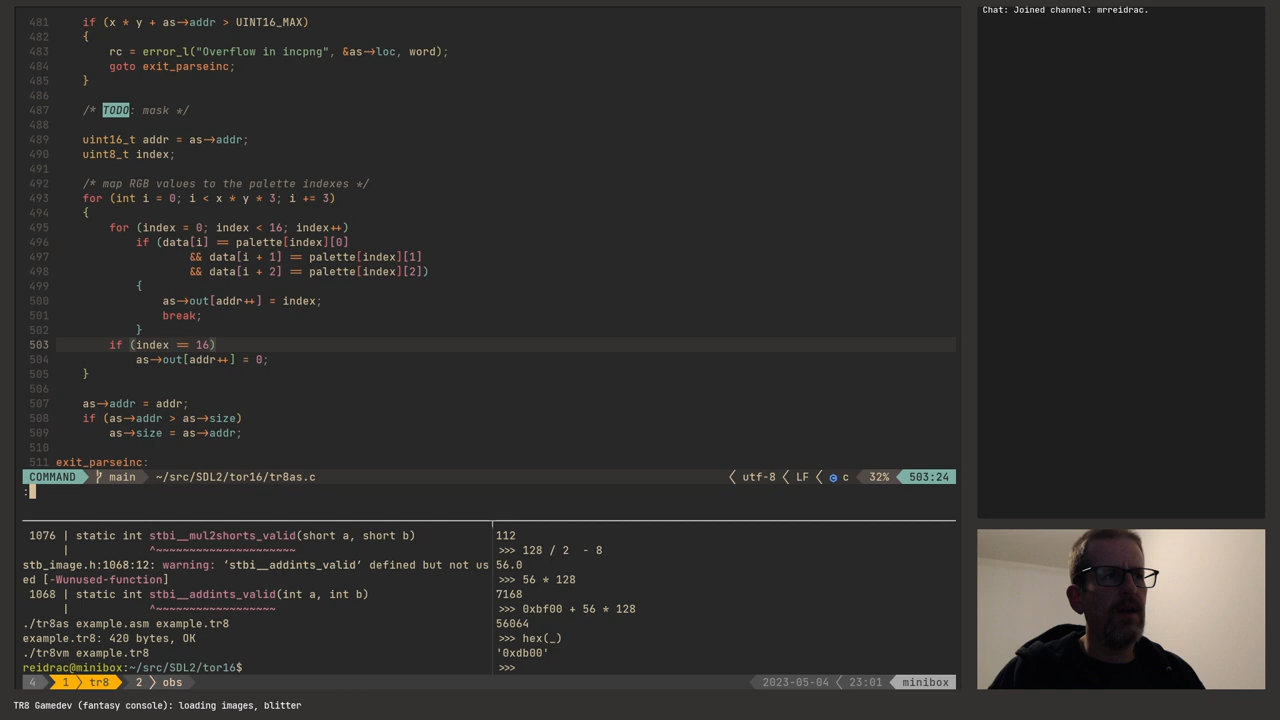 481     if (x * y + as->addr > UINT16_MAX)
482     {
483         rc = error_l("Overflow in incpng", &as->loc, word);
484         goto exit_parseinc;
485     }
486
487     /* TODO: mask */
488
489     uint16_t addr = as->addr;
490     uint8_t index;
491
492     /* map RGB values to the palette indexes */
493     for (int i = 0; i < x * y * 3; i += 3)
494     {
495         for (index = 0; index < 16; index++)
496             if (data[i] == palette[index][0]
497                     && data[i + 1] == palette[index][1]
498                     && data[i + 2] == palette[index][2])
499             {
500                 as->out[addr++] = index;
501                 break;
502             }
503         if (index == 16)
504             as->out[addr++] = 0;
505     }
506
507     as->addr = addr;
508     if (as->addr > as->size)
509         as->size = as->addr;
510
511 exit_parseinc:
COMMAND main ~/src/SDL2/tor16/tr8as.c utf-8 LF c 32% 503:24
:
1076 | static int stbi__mul2shorts_valid(short a, short b)
     |            ^~~~~~~~~~~~~~~~~~~~~~
stb_image.h:1068:12: warning: ‘stbi__addints_valid’ defined but not us
ed [-Wunused-function]
1068 | static int stbi__addints_valid(int a, int b)
     |            ^~~~~~~~~~~~~~~~~~~
./tr8as example.asm example.tr8
example.tr8: 420 bytes, OK
./tr8vm example.tr8
reidrac@minibox:~/src/SDL2/tor16$
112
>>> 128 / 2  - 8
56.0
>>> 56 * 128
7168
>>> 0xbf00 + 56 * 128
56064
>>> hex(_)
'0xdb00'
>>>
4 1 tr8 2 obs 2023-05-04 23:01 minibox
Chat: Joined channel: mrreidrac.
TR8 Gamedev (fantasy console): loading images, blitter